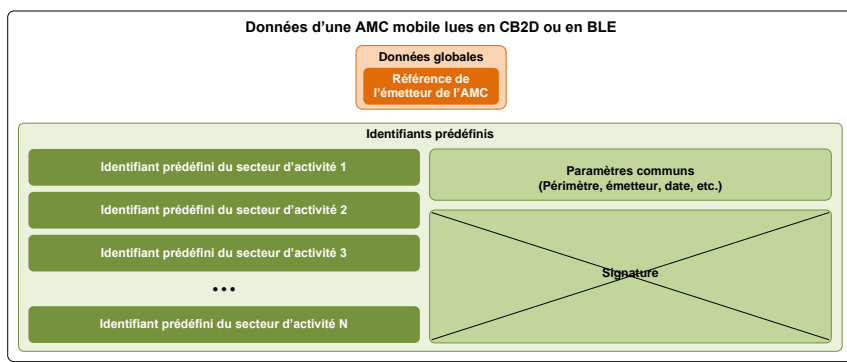 Données d’une AMC mobile lues en CB2D ou en BLE
Données globales
Référence de
l’émetteur de l’AMC
Identifiants prédéfinis
Identifiant prédéfini du secteur d’activité 1
Identifiant prédéfini du secteur d’activité 2
Identifiant prédéfini du secteur d’activité 3
...
Identifiant prédéfini du secteur d’activité N
Paramètres communs
(Périmètre, émetteur, date, etc.)
Signature